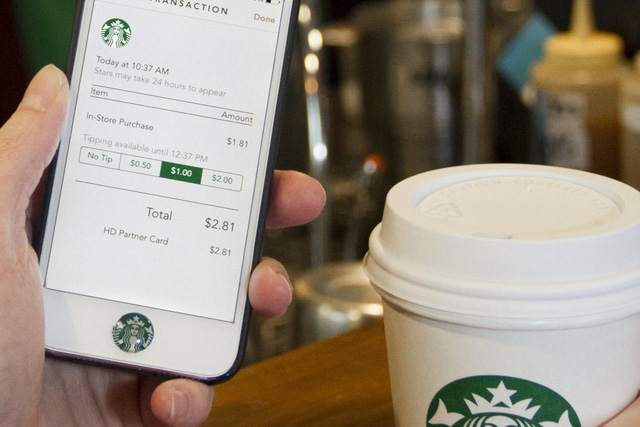 TRANSACTION
Done
Today at 10:37 AM
Stars may take 24 hours to appear
Item Amount
In-Store Purchase $1.81
Tipping available until 12:37 PM
No Tip $0.50 $1.00 $2.00
Total $2.81
HD Partner Card $2.81